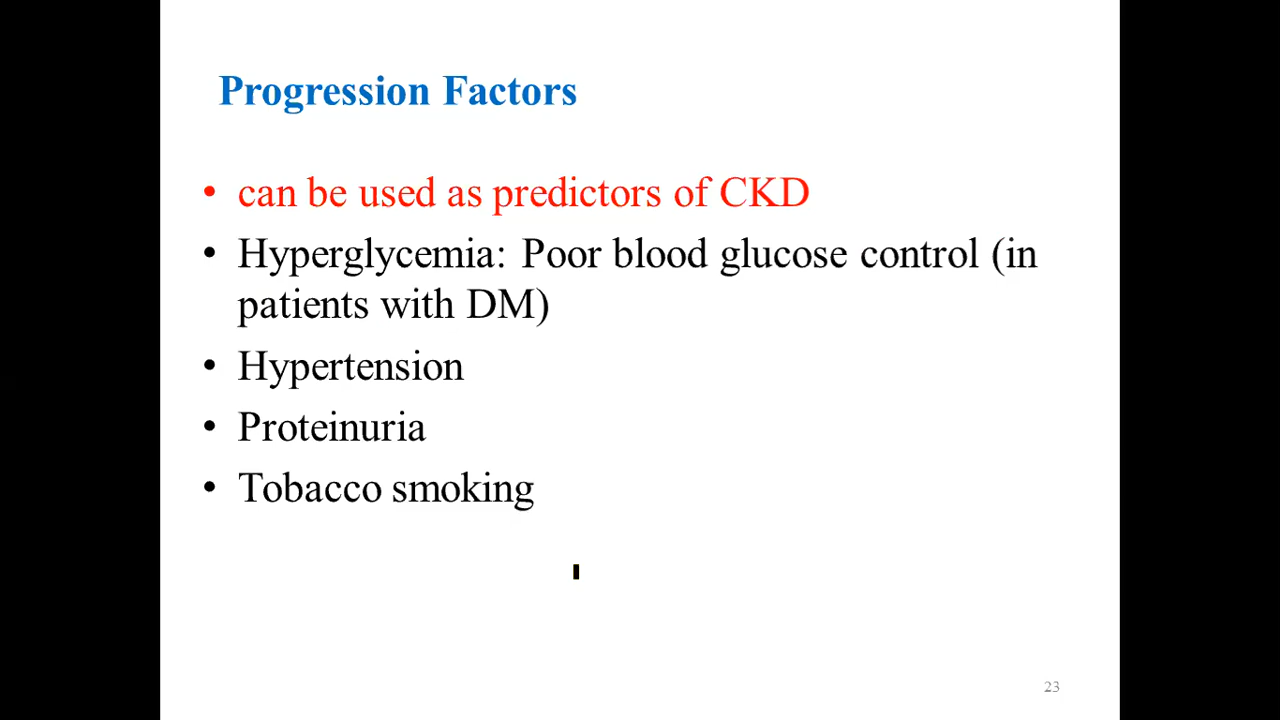 Progression Factors
• can be used as predictors of CKD
• Hyperglycemia: Poor blood glucose control (in
patients with DM)
• Hypertension
• Proteinuria
• Tobacco smoking
23